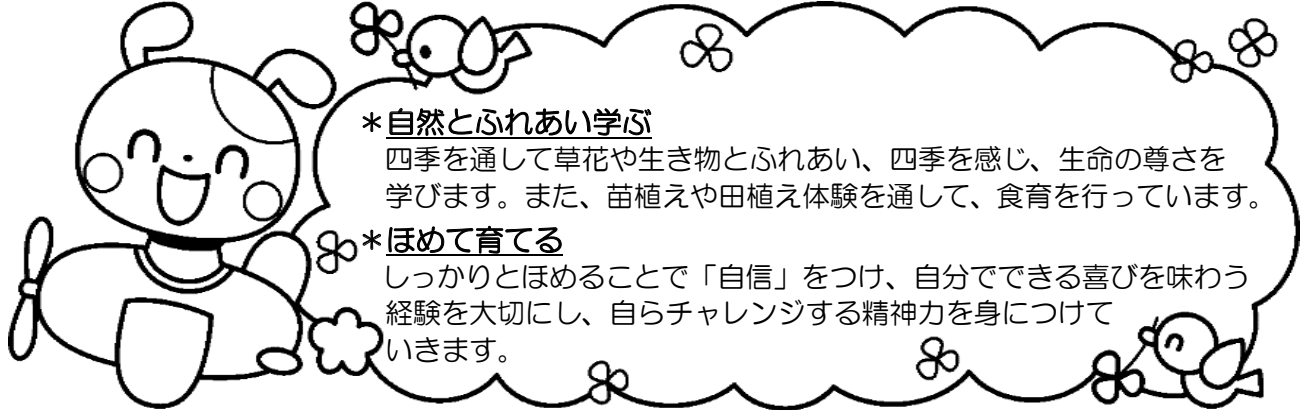 ＊自然とふれあい学ぶ
四季を通して草花や生き物とふれあい、四季を感じ、生命の尊さを
学びます。また、苗植えや田植え体験を通して、食育を行っています。
＊ほめて育てる
しっかりとほめることで「自信」をつけ、自分でできる喜びを味わう
経験を大切にし、自らチャレンジする精神力を身につけて
いきます。